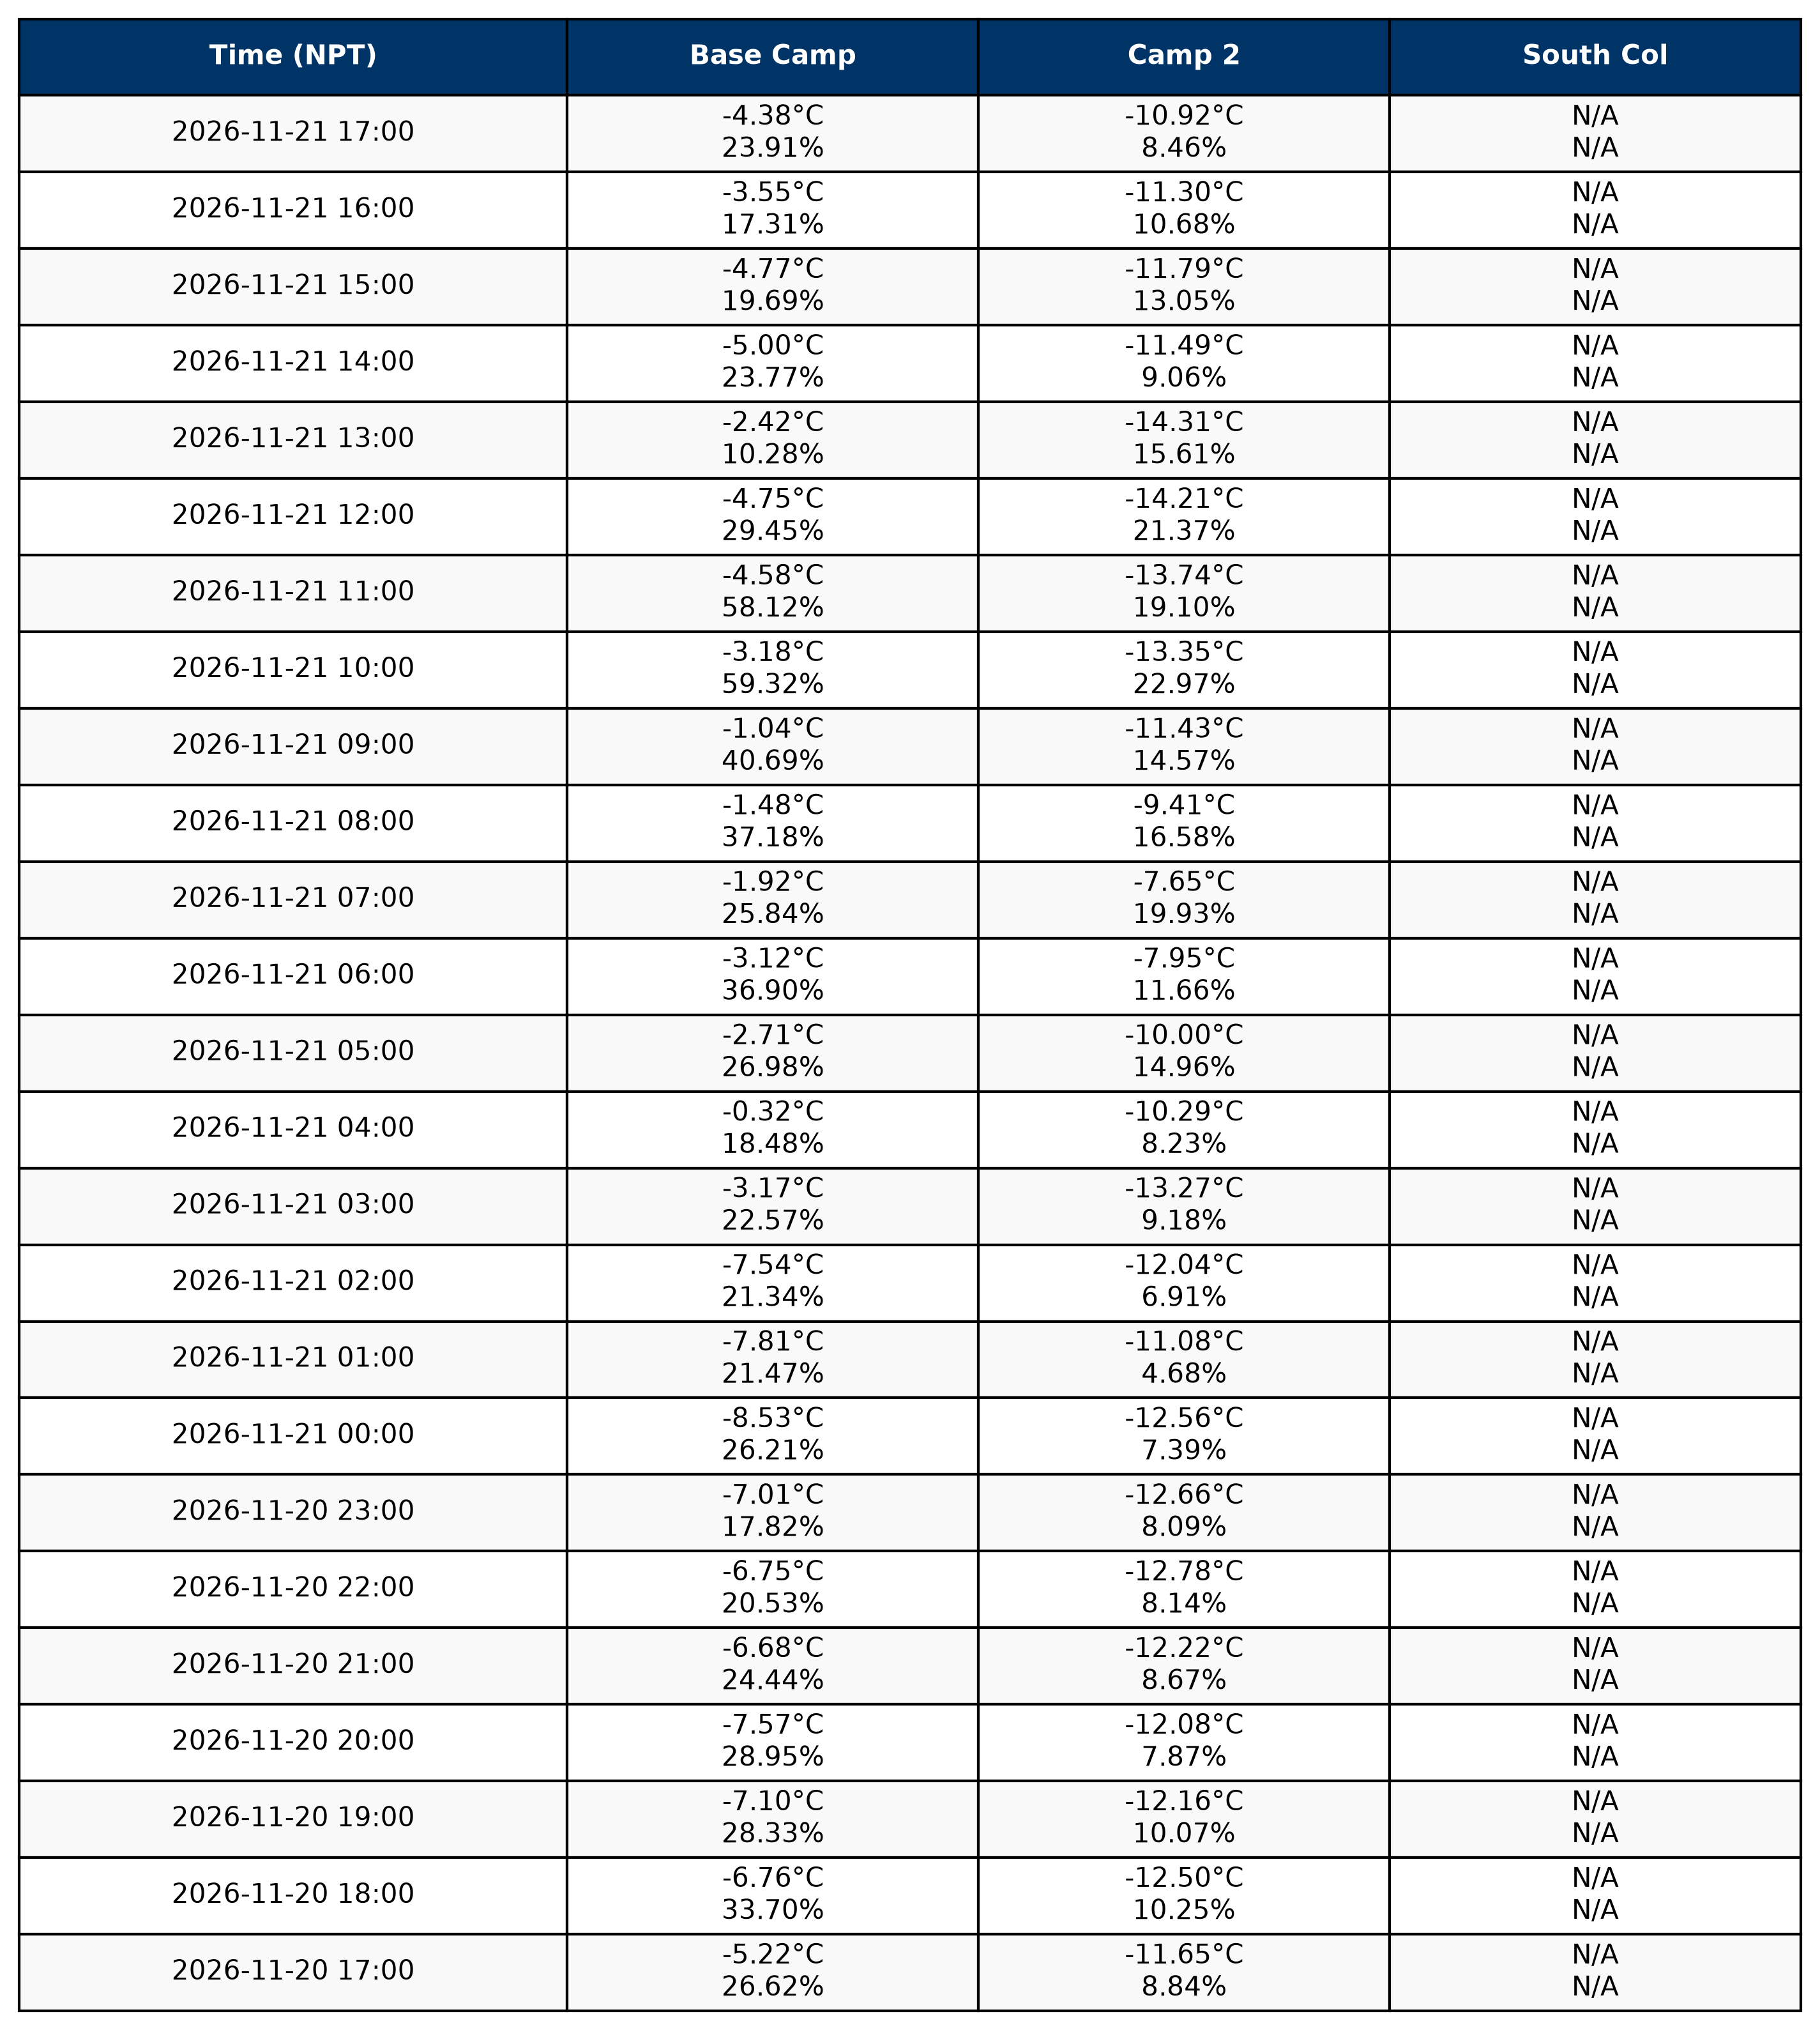 Time (NPT) Base Camp Camp 2 South Col
2026-11-21 17:00
-4.38°C -10.92°C N/A
23.91% 8.46% N/A
2026-11-21 16:00
-3.55°C -11.30°C N/A
17.31% 10.68% N/A
2026-11-21 15:00
-4.77°C -11.79°C N/A
19.69% 13.05% N/A
2026-11-21 14:00
-5.00°C -11.49°C N/A
23.77% 9.06% N/A
2026-11-21 13:00
-2.42°C -14.31°C N/A
10.28% 15.61% N/A
2026-11-21 12:00
-4.75°C -14.21°C N/A
29.45% 21.37% N/A
2026-11-21 11:00
-4.58°C -13.74°C N/A
58.12% 19.10% N/A
2026-11-21 10:00
-3.18°C -13.35°C N/A
59.32% 22.97% N/A
2026-11-21 09:00
-1.04°C -11.43°C N/A
40.69% 14.57% N/A
2026-11-21 08:00
-1.48°C -9.41°C N/A
37.18% 16.58% N/A
2026-11-21 07:00
-1.92°C -7.65°C N/A
25.84% 19.93% N/A
2026-11-21 06:00
-3.12°C -7.95°C N/A
36.90% 11.66% N/A
2026-11-21 05:00
-2.71°C -10.00°C N/A
26.98% 14.96% N/A
2026-11-21 04:00
-0.32°C -10.29°C N/A
18.48% 8.23% N/A
2026-11-21 03:00
-3.17°C -13.27°C N/A
22.57% 9.18% N/A
2026-11-21 02:00
-7.54°C -12.04°C N/A
21.34% 6.91% N/A
2026-11-21 01:00
-7.81°C -11.08°C N/A
21.47% 4.68% N/A
2026-11-21 00:00
-8.53°C -12.56°C N/A
26.21% 7.39% N/A
2026-11-20 23:00
-7.01°C -12.66°C N/A
17.82% 8.09% N/A
2026-11-20 22:00
-6.75°C -12.78°C N/A
20.53% 8.14% N/A
2026-11-20 21:00
-6.68°C -12.22°C N/A
24.44% 8.67% N/A
2026-11-20 20:00
-7.57°C -12.08°C N/A
28.95% 7.87% N/A
2026-11-20 19:00
-7.10°C -12.16°C N/A
28.33% 10.07% N/A
2026-11-20 18:00
-6.76°C -12.50°C N/A
33.70% 10.25% N/A
2026-11-20 17:00
-5.22°C -11.65°C N/A
26.62% 8.84% N/A